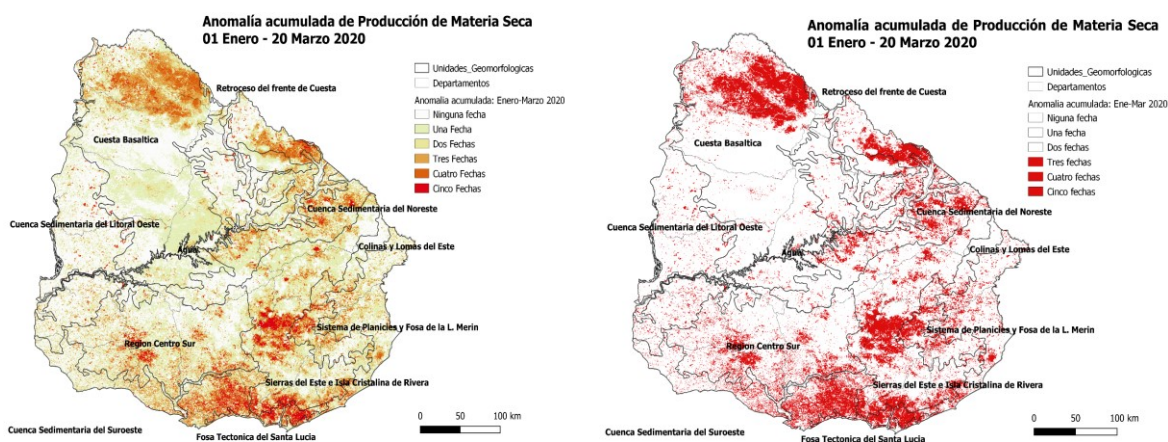 Anomalía acumulada de Producción de Materia Seca
01 Enero - 20 Marzo 2020
Unidades_Geomorfologicas
Departamentos
Anomalia acumulada: Enero-Marzo 2020
Ninguna fecha
Una Fecha
Dos Fechas
Tres Fechas
Cuatro Fechas
Cinco Fechas
Retroceso del frente de Cuesta
Cuesta Basaltica
Cuenca Sedimentaria del Noreste
Cuenca Sedimentaria del Litoral Oeste
Colinas y Lomas del Este
Agua
Sistema de Planicies y Fosa de la L. Merin
Region Centro Sur
Sierras del Este e Isla Cristalina de Rivera
0 50 100 km
Cuenca Sedimentaria del Suroeste
Fosa Tectonica del Santa Lucia
Anomalía acumulada de Producción de Materia Seca
01 Enero - 20 Marzo 2020
Unidades_Geomorfologicas
Departamentos
Anomalia acumulada: Ene-Mar 2020
Niguna fecha
Una fecha
Dos fechas
Tres fechas
Cuatro fechas
Cinco fechas
Retroceso del frente de Cuesta
Cuesta Basaltica
Cuenca Sedimentaria del Noreste
Cuenca Sedimentaria del Litoral Oeste
Colinas y Lomas del Este
Agua
Sistema de Planicies y Fosa de la L. Merin
Region Centro Sur
Sierras del Este e Isla Cristalina de Rivera
0 50 100 km
Cuenca Sedimentaria del Suroeste
Fosa Tectonica del Santa Lucia